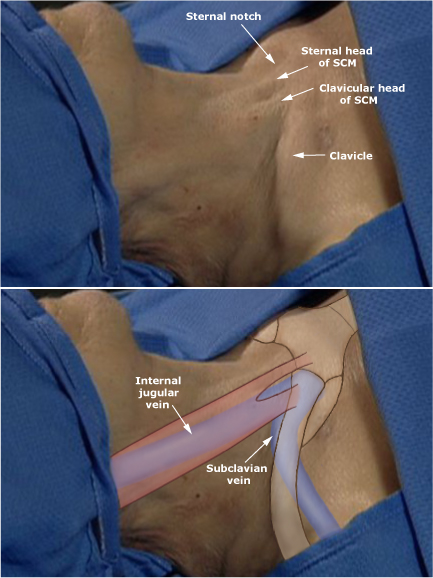 Sternal notch
Sternal head
of SCM
Clavicular head
of SCM
Clavicle
Internal
jugular
vein
Subclavian
vein